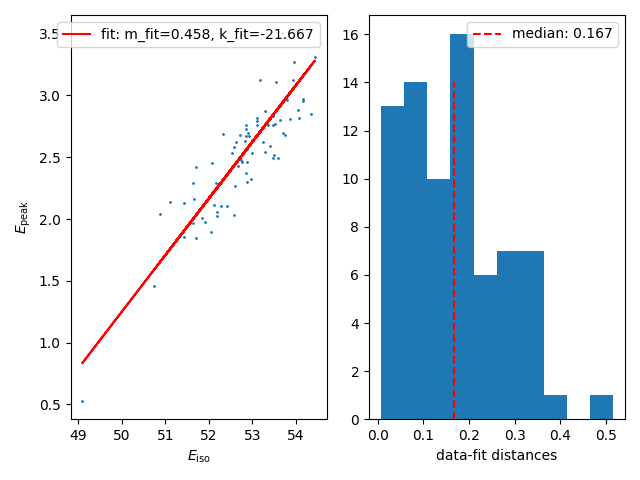 fit: m_fit=0.458, k_fit=-21.667
3.5
3.0
2.5
2.0
1.5
1.0
0.5
E_peak
49 50 51 52 53 54
E_iso
median: 0.167
16
14
12
10
8
6
4
2
0
0.0 0.1 0.2 0.3 0.4 0.5
data-fit distances